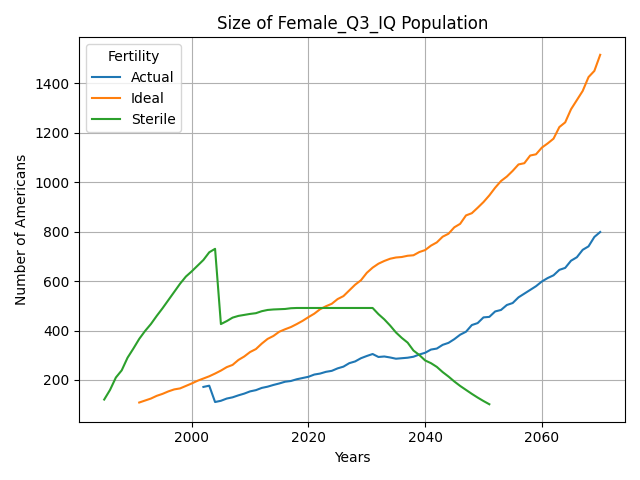 Size of Female_Q3_IQ Population
Fertility
Actual
Ideal
Sterile
Number of Americans
1400
1200
1000
800
600
400
200
2000
2020
2040
2060
Years